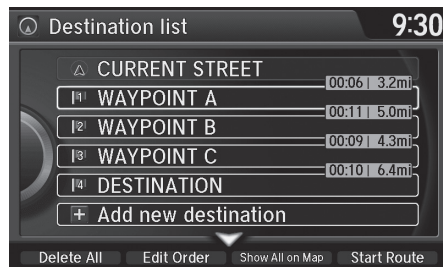 Destination list 9:30
CURRENT STREET
00:06 | 3.2mi
1 WAYPOINT A
00:11 | 5.0mi
2 WAYPOINT B
00:09 | 4.3mi
3 WAYPOINT C
00:10 | 6.4mi
4 DESTINATION
+ Add new destination
Delete All Edit Order Show All on Map Start Route